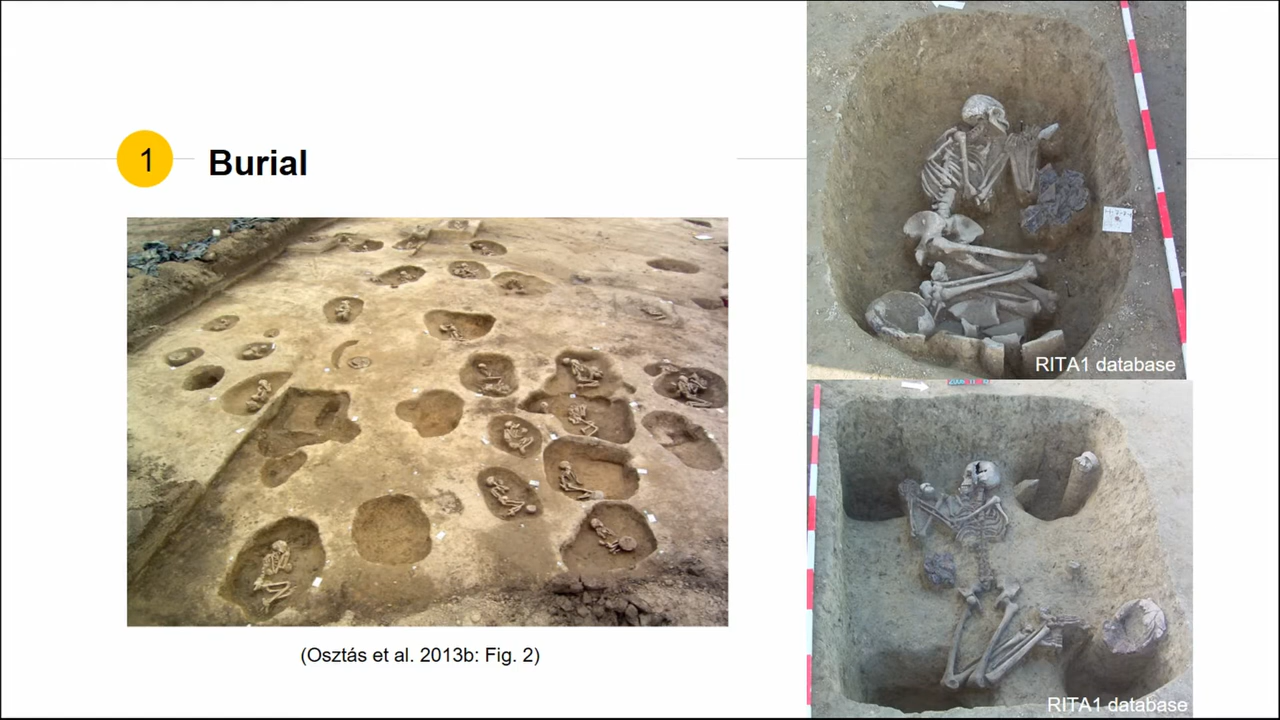 1
Burial
(Osztás et al. 2013b: Fig. 2)
RITA1 database
RITA1 database